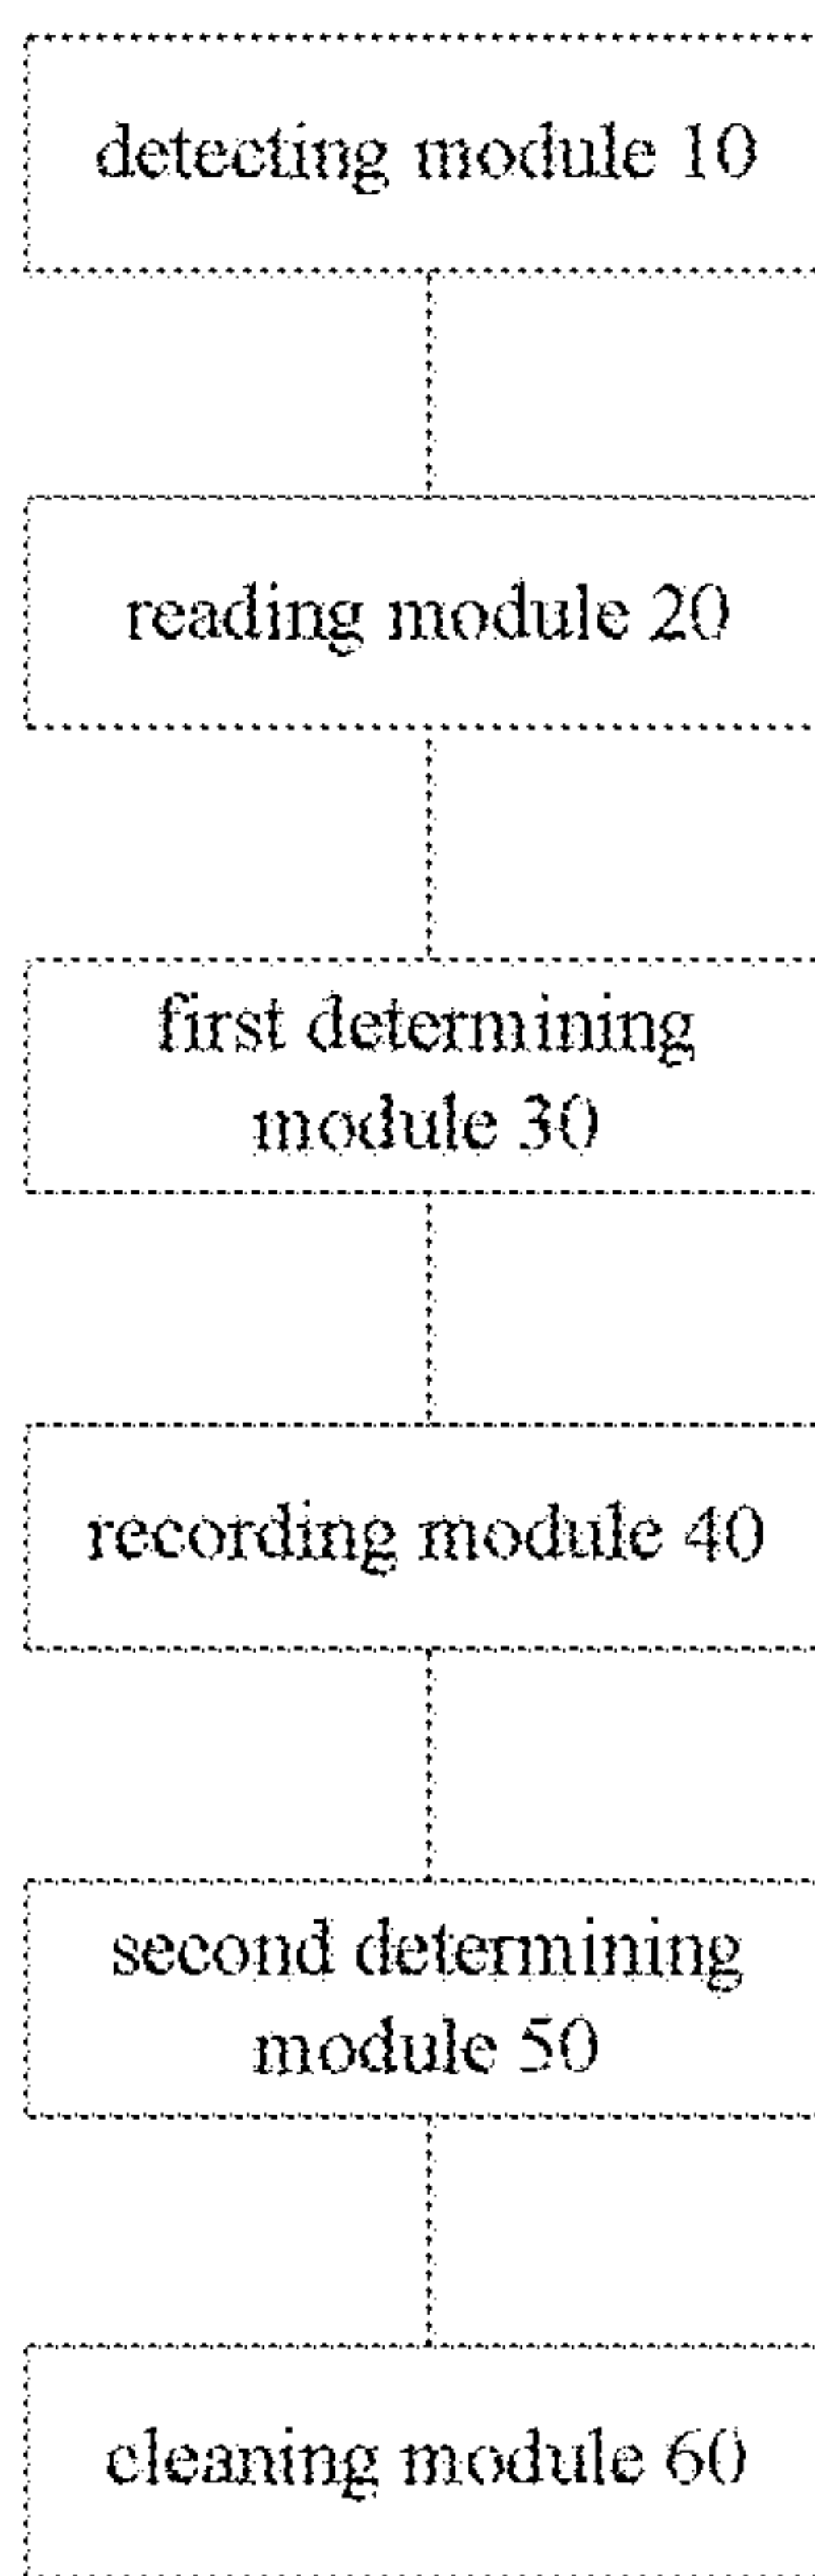 detecting module 10
reading module 20
first determining
module 30
recording module 40
second determining
module 50
cleaning module 60